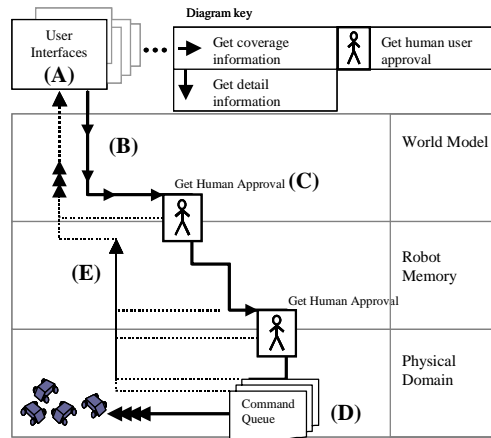 Diagram key
User
Interfaces
(A)
Get coverage
information
Get human user
approval
Get detail
information
(B)
World Model
Get Human Approval
(C)
Robot
Memory
(E)
Get Human Approval
Physical
Domain
Command
Queue
(D)